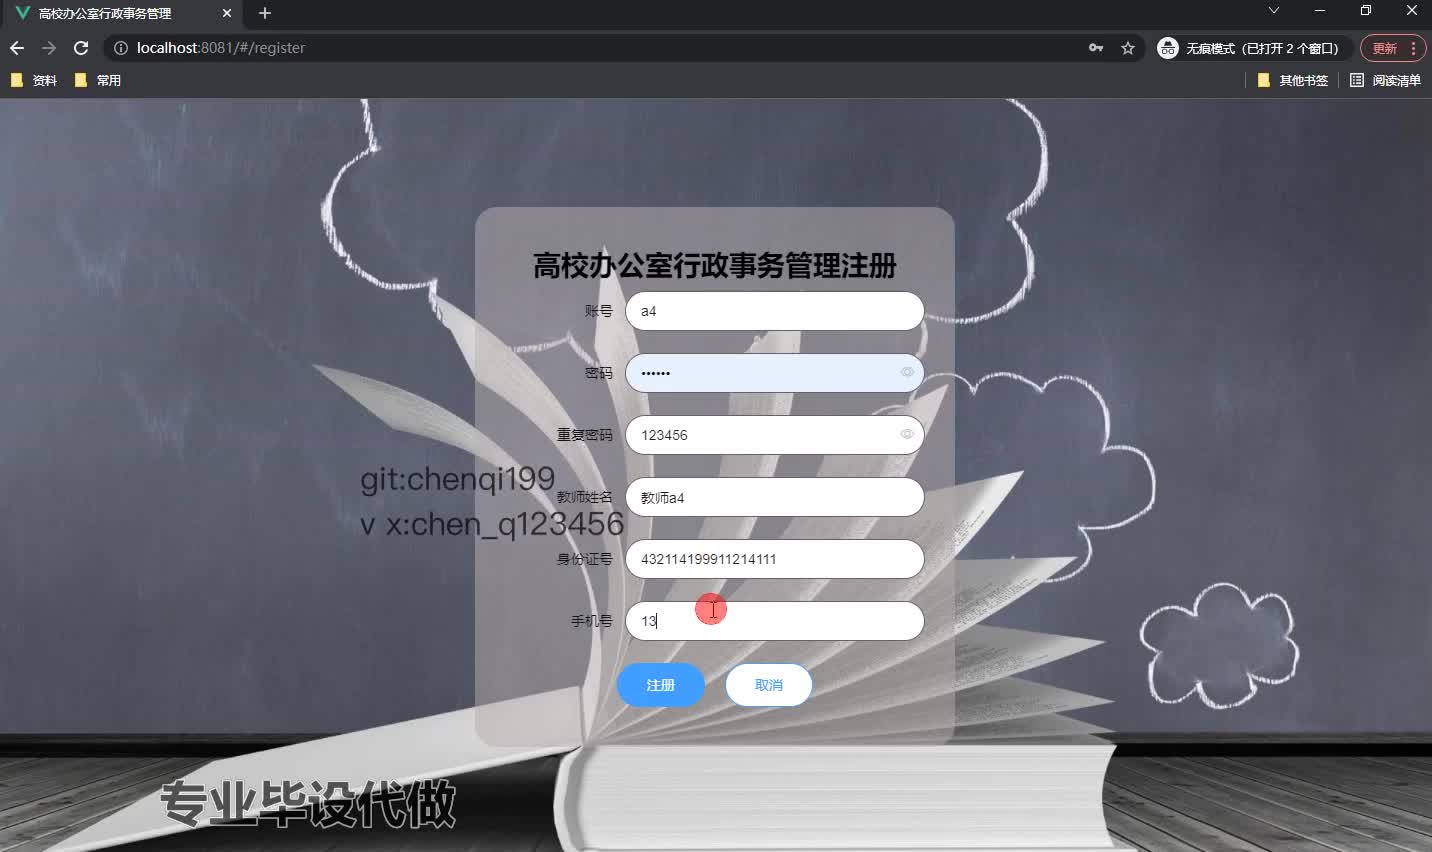 高校办公室行政事务管理
localhost:8081/#/register
无痕模式（已打开 2 个窗口）
更新
资料
常用
其他书签
阅读清单
高校办公室行政事务管理注册
账号
a4
密码
••••••
重复密码
123456
git:chenqi199
教师姓名
教师a4
v x:chen_q123456
身份证号
432114199911214111
手机号
13
注册
取消
专业毕设代做